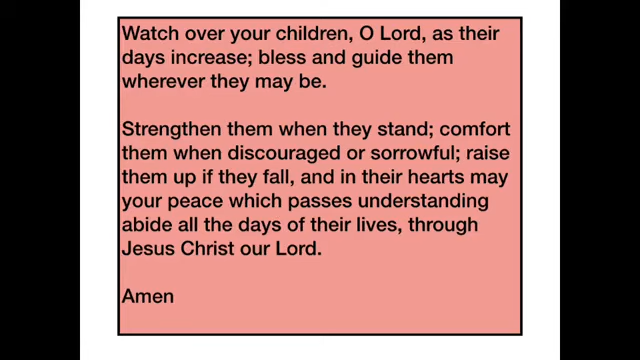 Watch over your children, O Lord, as their
days increase; bless and guide them
wherever they may be.
Strengthen them when they stand; comfort
them when discouraged or sorrowful; raise
them up if they fall, and in their hearts may
your peace which passes understanding
abide all the days of their lives, through
Jesus Christ our Lord.
Amen